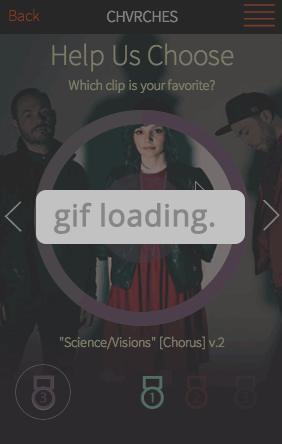 Back
CHVRCHES
Help Us Choose
Which clip is your favorite?
gif loading.
"Science/Visions" [Chorus] v.2
3
1
2
3